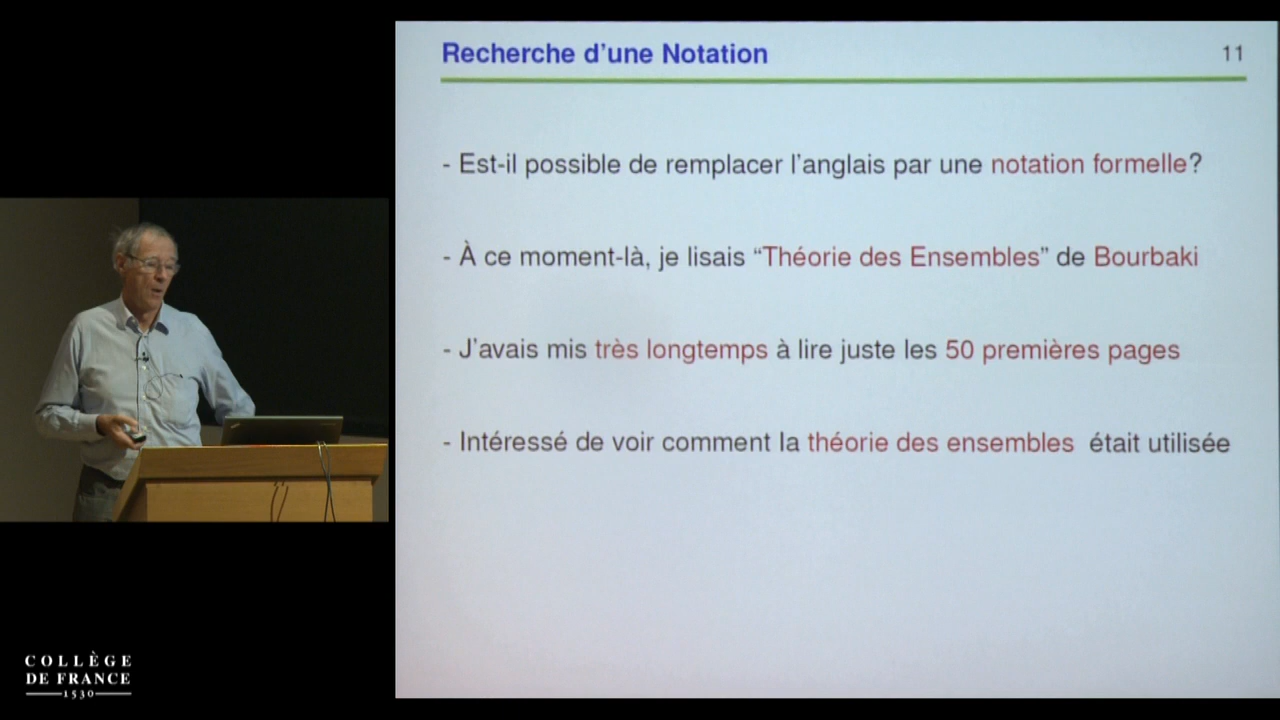 Recherche d'une Notation
11
- Est-il possible de remplacer l'anglais par une notation formelle?
- À ce moment-là, je lisais “Théorie des Ensembles” de Bourbaki
- J'avais mis très longtemps à lire juste les 50 premières pages
- Intéressé de voir comment la théorie des ensembles était utilisée
COLLÈGE
DE FRANCE
1530